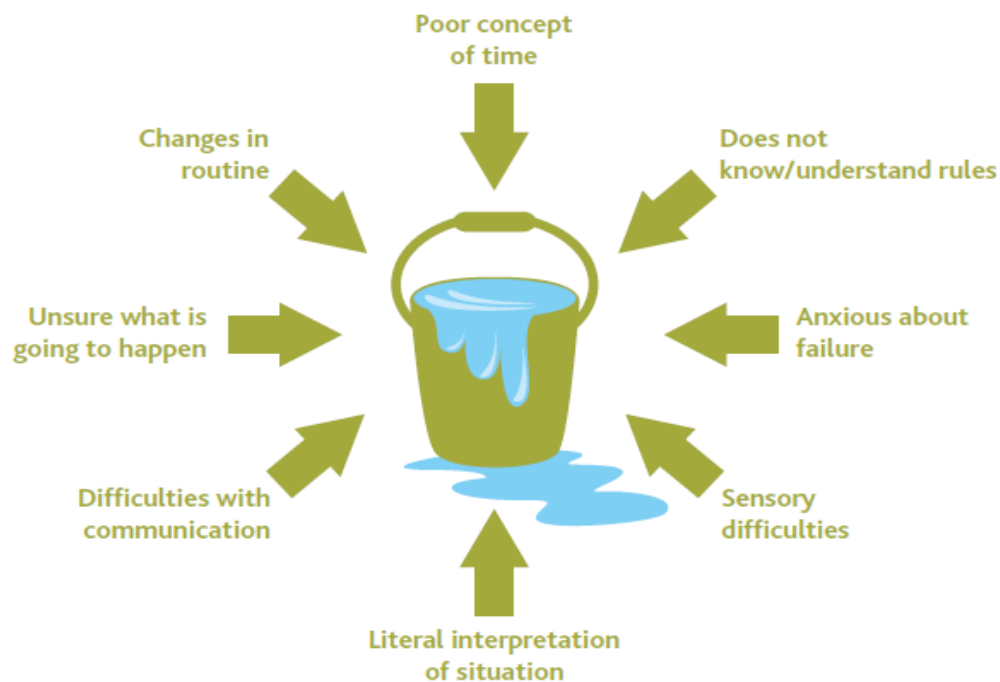 Poor concept
of time
Changes in
routine
Does not
know/understand rules
Unsure what is
going to happen
Anxious about
failure
Difficulties with
communication
Sensory
difficulties
Literal interpretation
of situation